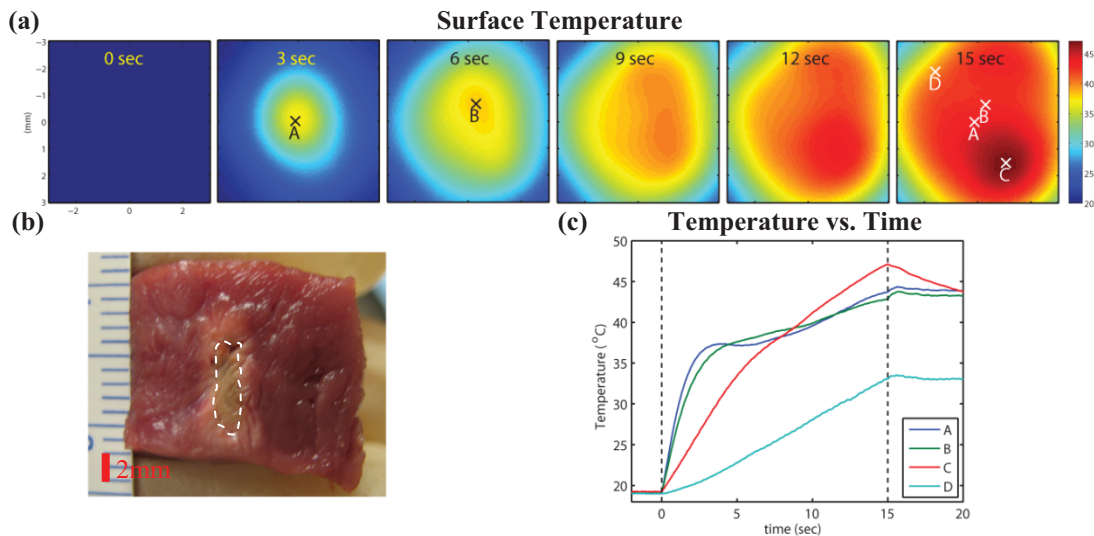 (a) Surface Temperature
0 sec 3 sec 6 sec 9 sec 12 sec 15 sec
A B D B A C
(mm)
−3
−2
−1
0
1
2
3
−2 0 2
45
40
35
30
25
20
(b)
2mm
(c) Temperature vs. Time
Temperature (°C)
50
45
40
35
30
25
20
0 5 10 15 20
time (sec)
A
B
C
D